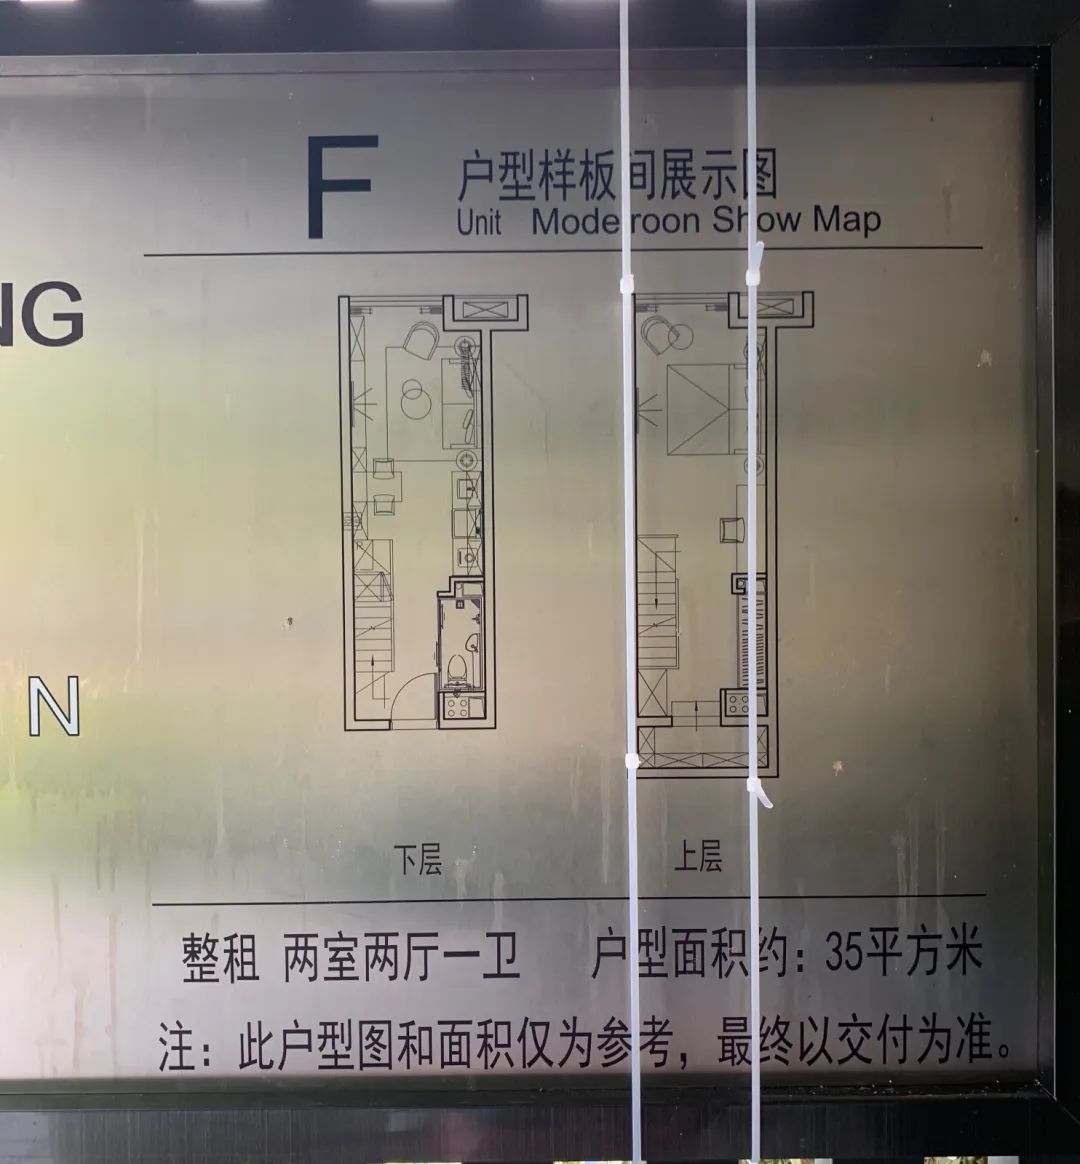 F
户型样板间展示图
Unit Mode roon Show Map
NG
N
下层
上层
整租 两室两厅一卫 户型面积约：35平方米
注：此户型图和面积仅为参考，最终以交付为准。